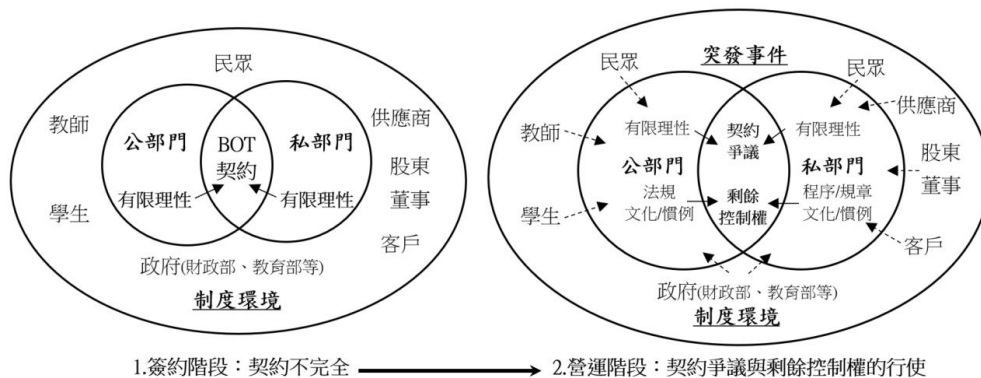 民眾
教師
供應商
公部門
BOT
契約
私部門
股東
董事
有限理性
有限理性
學生
客戶
政府(財政部、教育部等)
制度環境
1.簽約階段：契約不完全
突發事件
民眾
民眾
供應商
教師
有限理性
契約
爭議
有限理性
公部門
私部門
股東
董事
法規
文化/慣例
剩餘
控制權
程序/規章
文化/慣例
學生
客戶
政府(財政部、教育部等)
制度環境
2.營運階段：契約爭議與剩餘控制權的行使